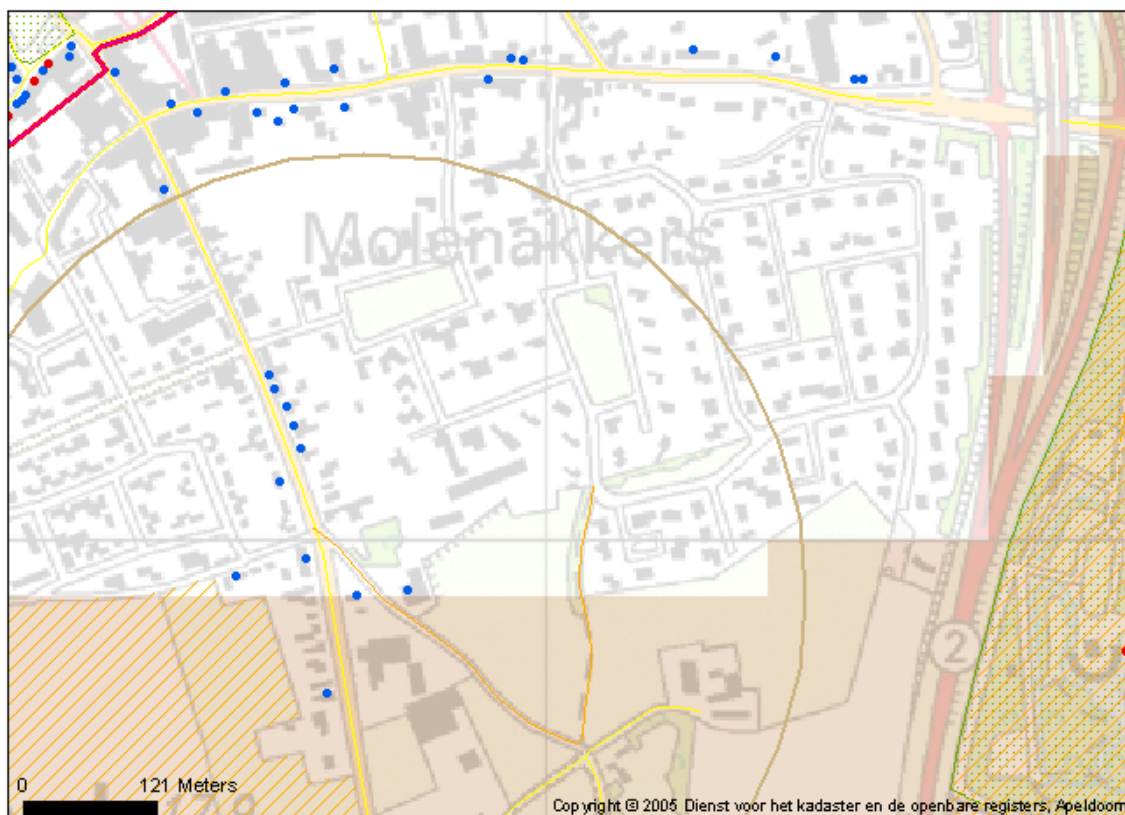 Molenakkers
2
0 121 Meters
Copyright © 2005 Dienst voor het kadaster en de openbare registers, Apeldoorn